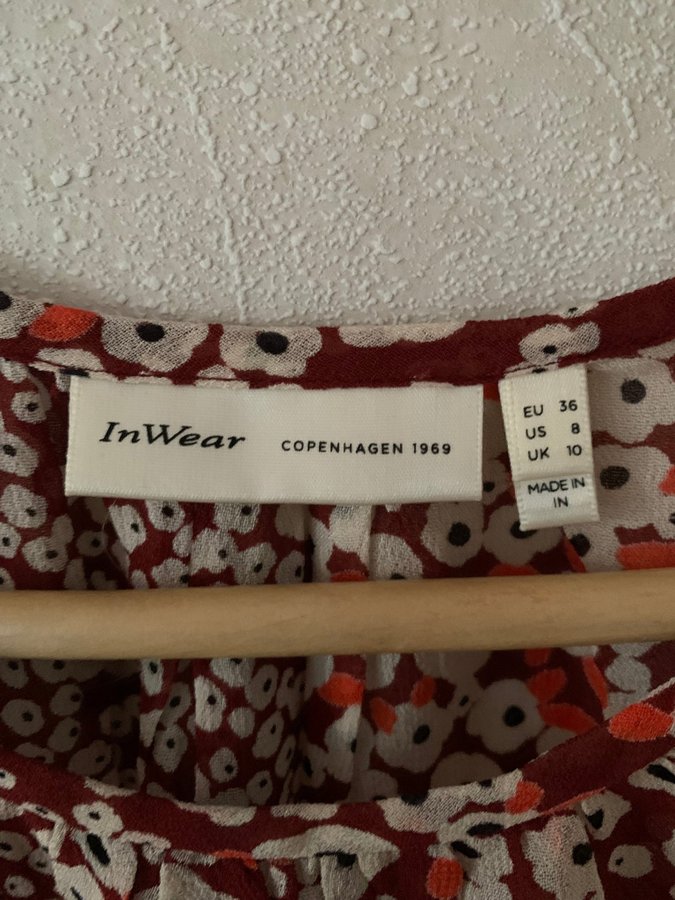 InWear COPENHAGEN 1969
EU 36
US 8
UK 10
MADE IN
IN